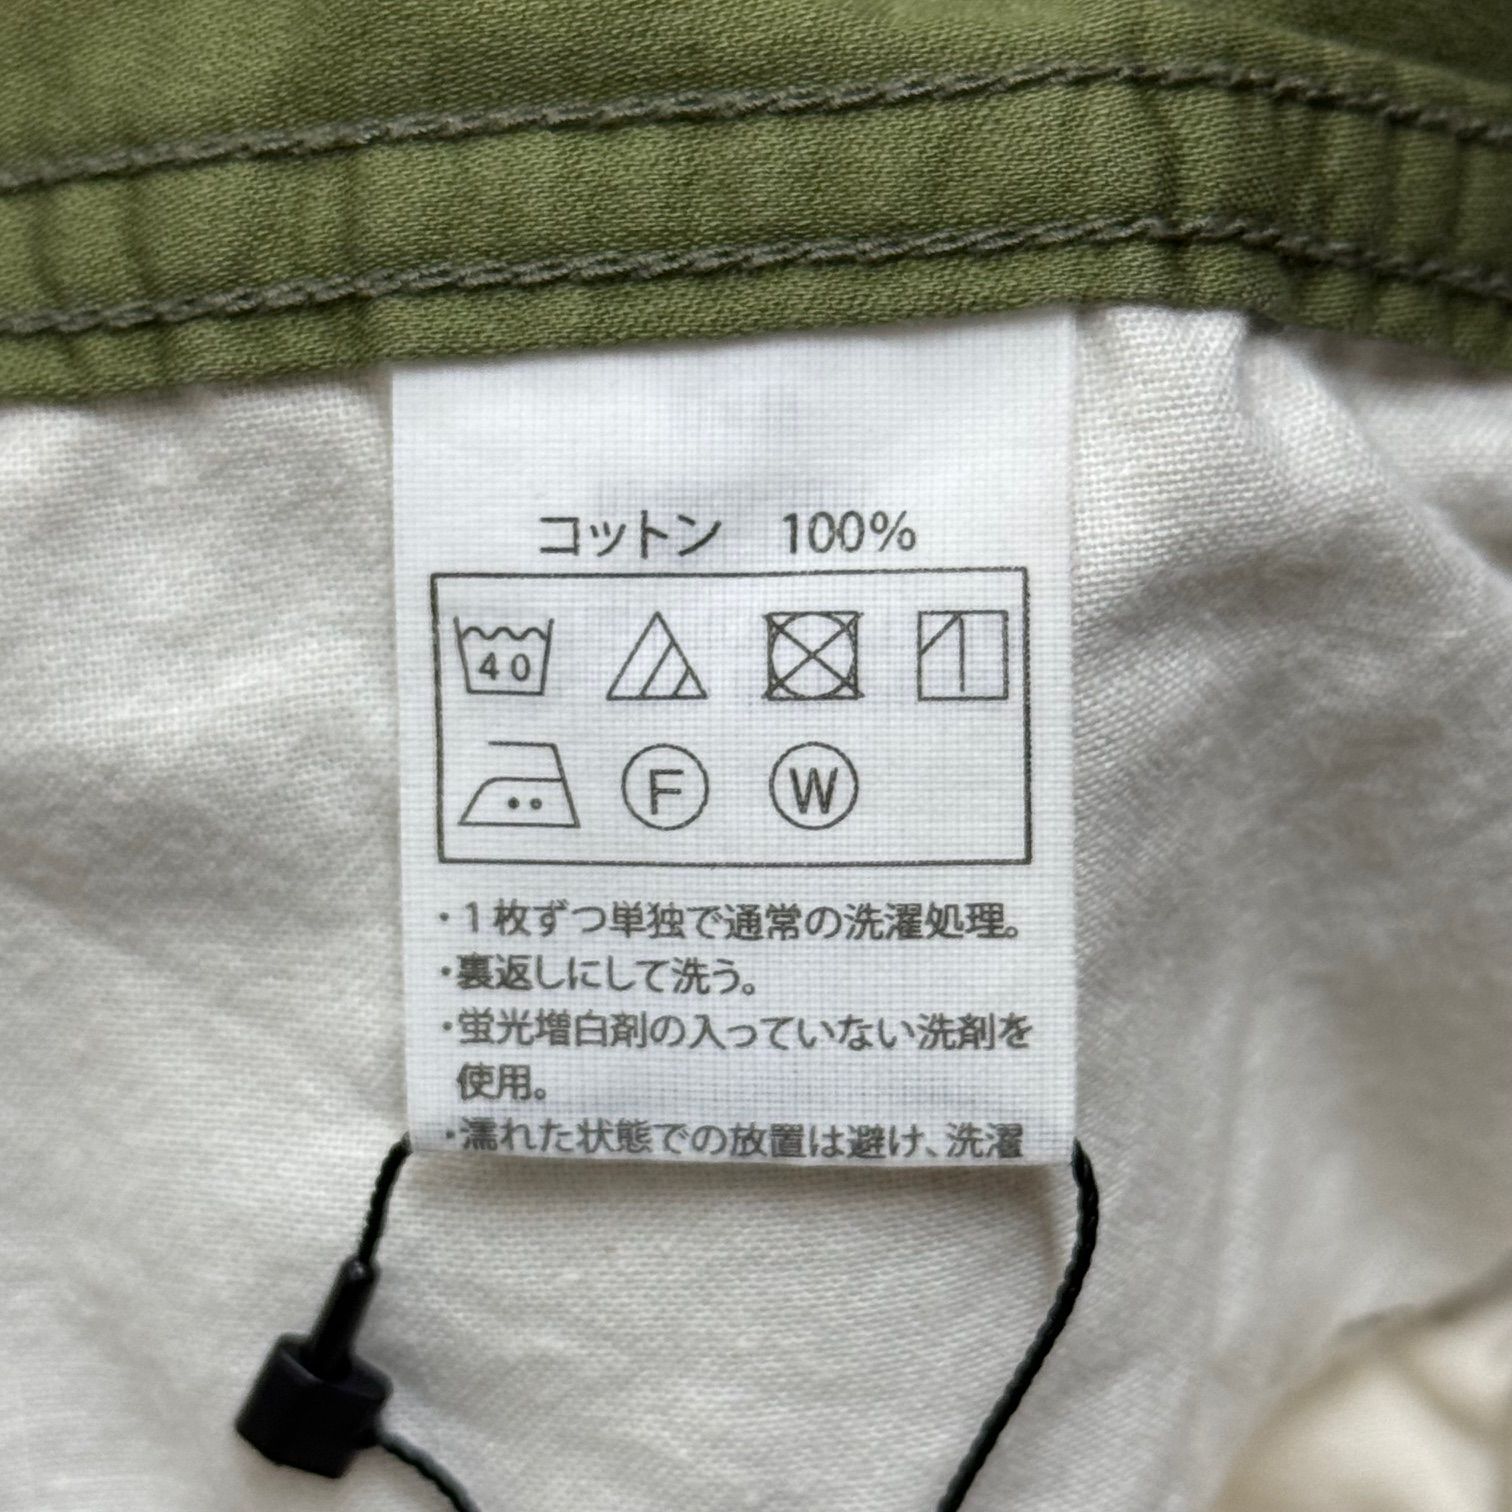 コットン　100%
40
F W
・1枚ずつ単独で通常の洗濯処理。
・裏返しにして洗う。
・蛍光増白剤の入っていない洗剤を
使用。
・濡れた状態での放置は避け、洗濯